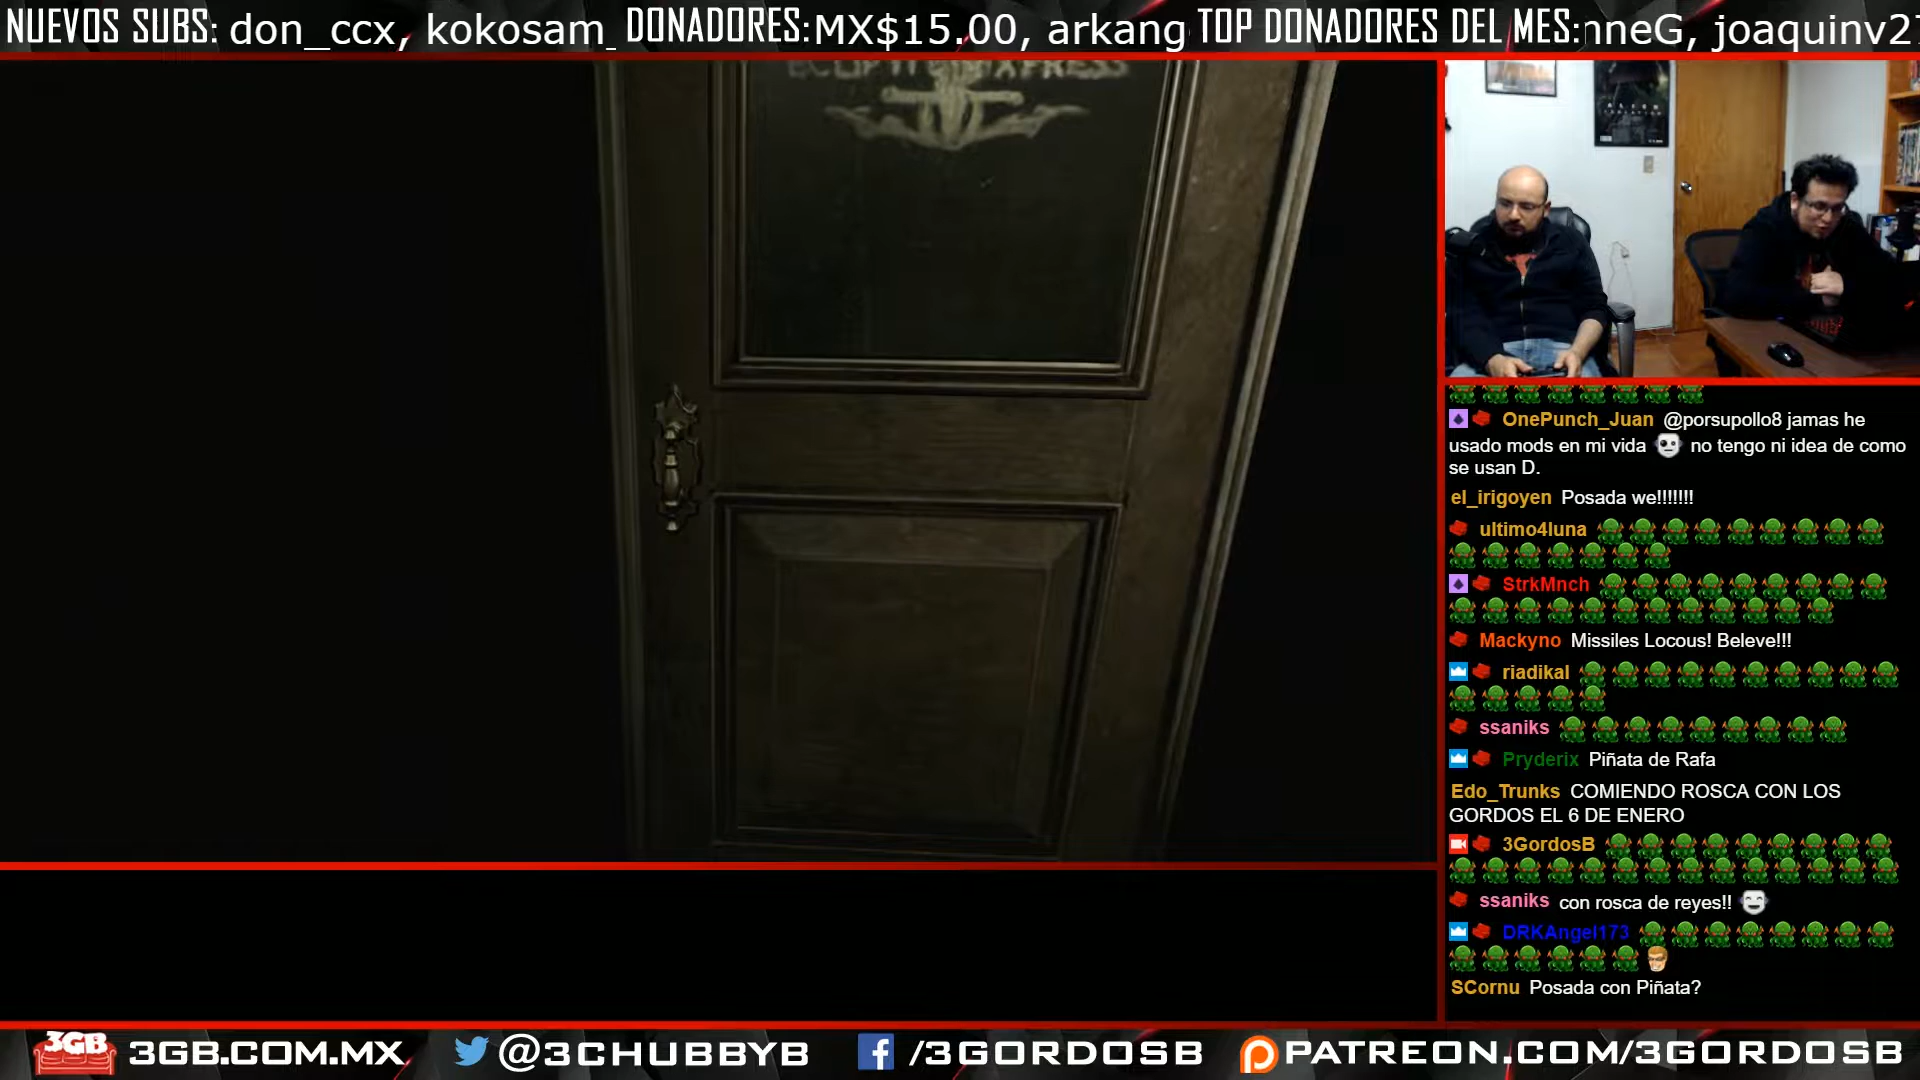 NUEVOS SUBS: don_ccx, kokosam_ DONADORES: MX$15.00, arkang TOP DONADORES DEL MES: nneG, joaquinv27
ECLIPTIC EXPRESS
ALIEN
OnePunch_Juan @porsupollo8 jamas he
usado mods en mi vida no tengo ni idea de como
se usan D.
el_irigoyen Posada we!!!!!!!
ultimo4luna
StrkMnch
Mackyno Missiles Locous! Beleve!!!
riadikal
ssaniks
Pryderix Piñata de Rafa
Edo_Trunks COMIENDO ROSCA CON LOS
GORDOS EL 6 DE ENERO
3GordosB
ssaniks con rosca de reyes!!
DRKAngel173
SCornu Posada con Piñata?
3GB 3GB.COM.MX @3CHUBBYB /3GORDOSB PATREON.COM/3GORDOSB